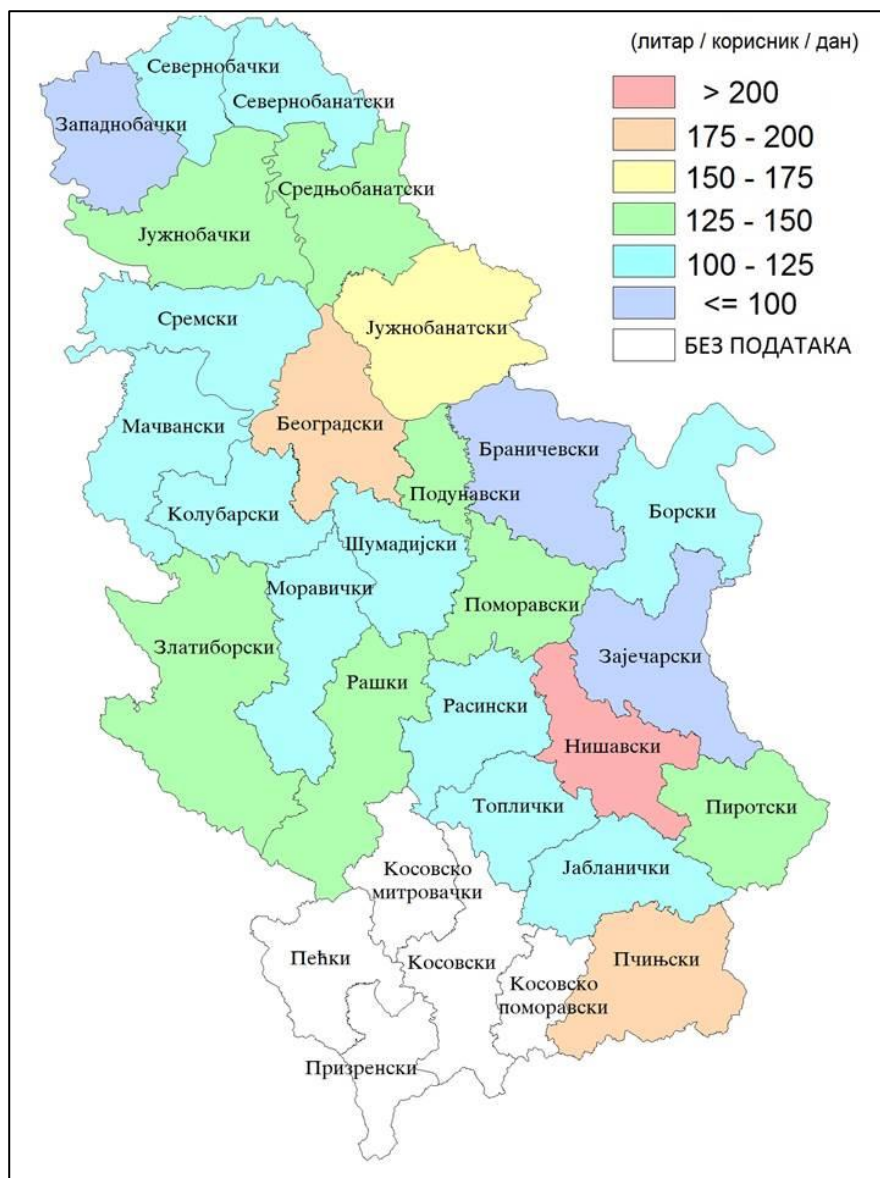 (литар / корисник / дан)
> 200
175 - 200
150 - 175
125 - 150
100 - 125
<= 100
БЕЗ ПОДАТАКА
Севернобачки
Севернобанатски
Западнобачки
Средњобанатски
Јужнобачки
Сремски
Јужнобанатски
Мачвански
Београдски
Браничевски
Подунавски
Колубарски
Борски
Шумадијски
Моравички
Поморавски
Златиборски
Зајечарски
Рашки
Расински
Нишавски
Топлички
Пиротски
Јабланички
Косовско
митровачки
Пећки
Косовски
Пчињски
Косовско
поморавски
Призренски